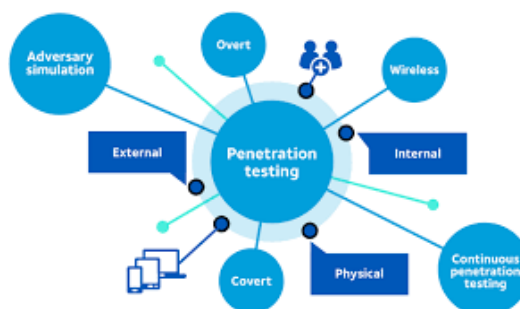 Adversary
simulation
Overt
Wireless
External
Penetration
testing
Internal
Covert
Physical
Continuous
penetration
testing